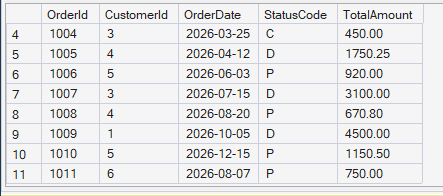 OrderId CustomerId OrderDate StatusCode TotalAmount
4 1004 3 2026-03-25 C 450.00
5 1005 4 2026-04-12 D 1750.25
6 1006 5 2026-06-03 P 920.00
7 1007 3 2026-07-15 D 3100.00
8 1008 4 2026-08-20 P 670.80
9 1009 1 2026-10-05 D 4500.00
10 1010 5 2026-12-15 P 1150.50
11 1011 6 2026-08-07 P 750.00